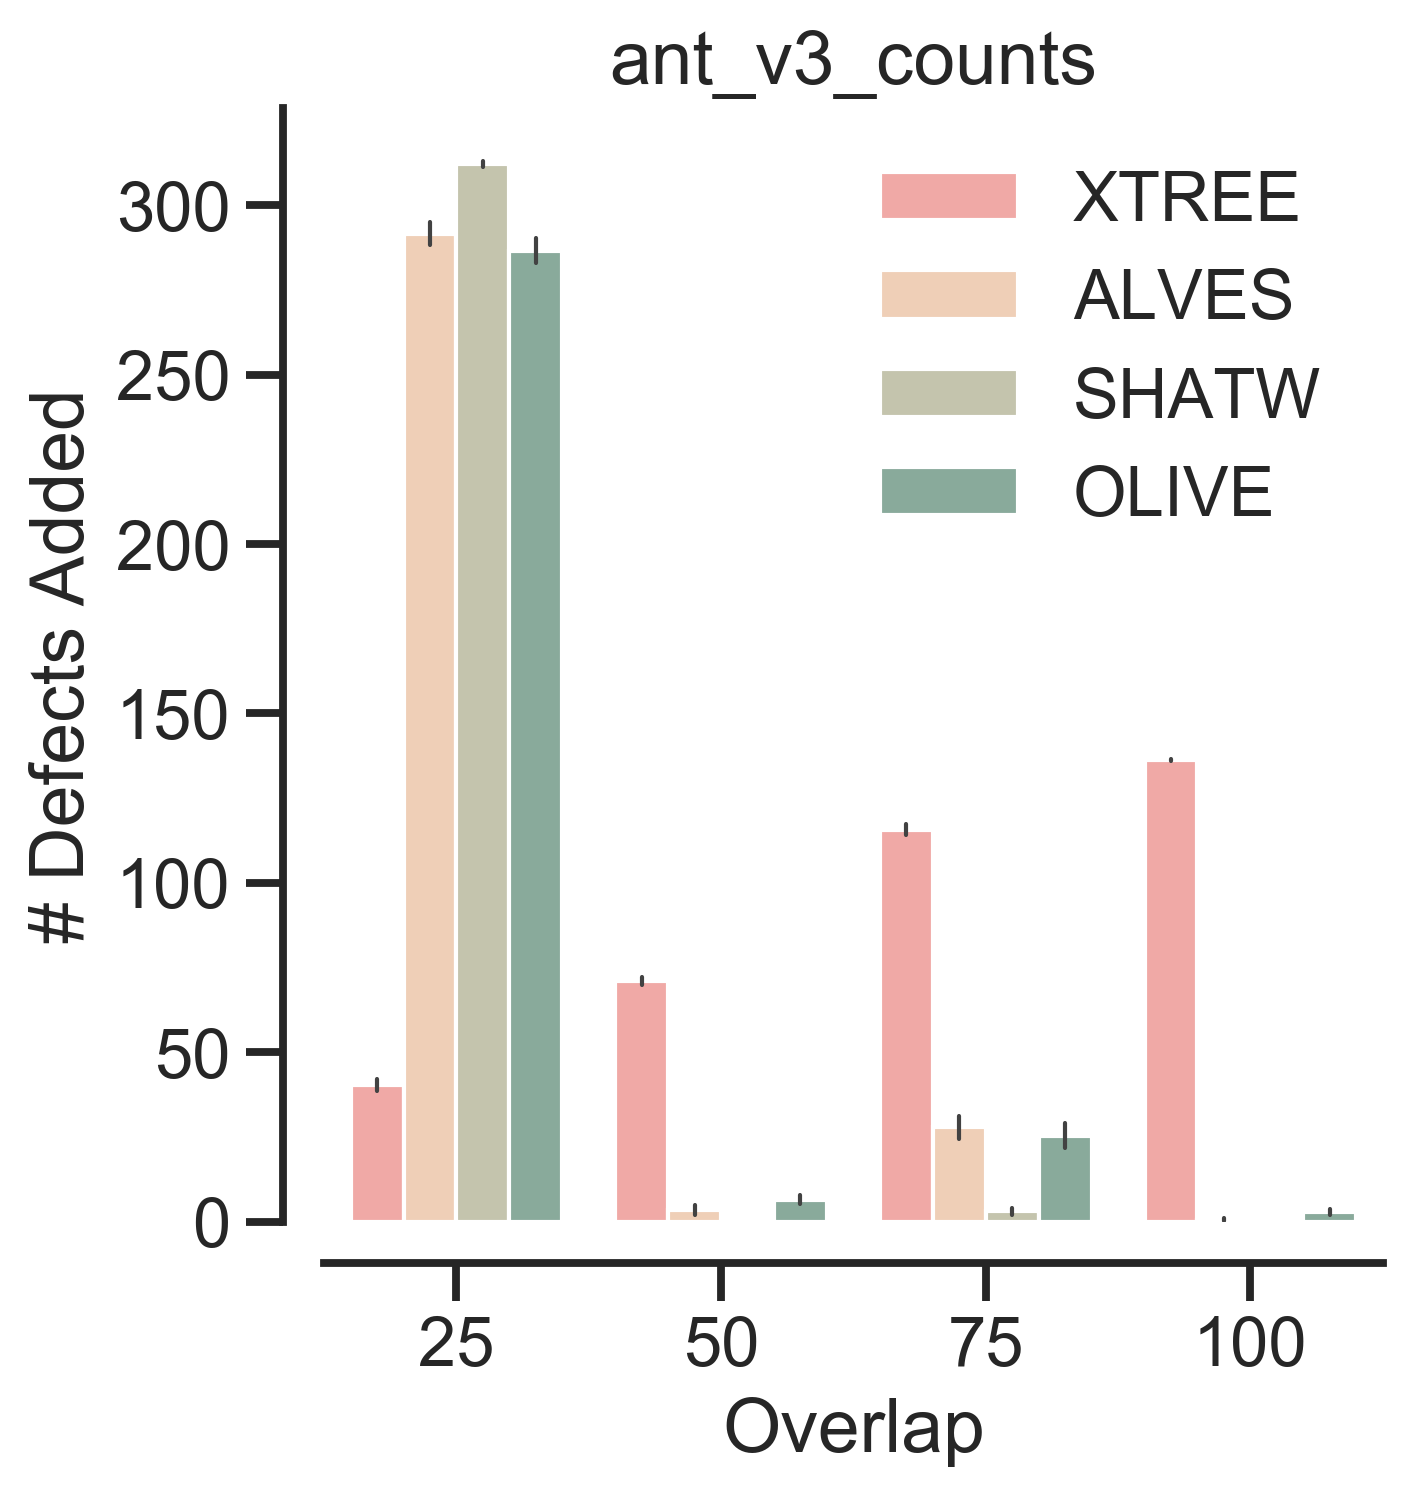 ant_v3_counts
XTREE
ALVES
SHATW
OLIVE
# Defects Added
300
250
200
150
100
50
0
25 50 75 100
Overlap